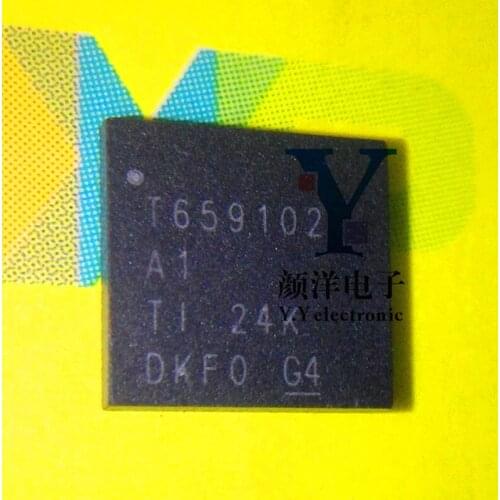 T659102
A1
TI 24K
DKF0 G4
Y
颜洋电子
Y.Y electronic